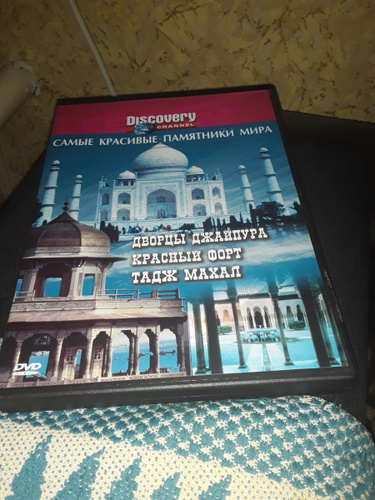 Discovery
CHANNEL
САМЫЕ КРАСИВЫЕ ПАМЯТНИКИ МИРА
ДВОРЦЫ ДЖАЙПУРА
КРАСНЫЙ ФОРТ
ТАДЖ МАХАЛ
DVD